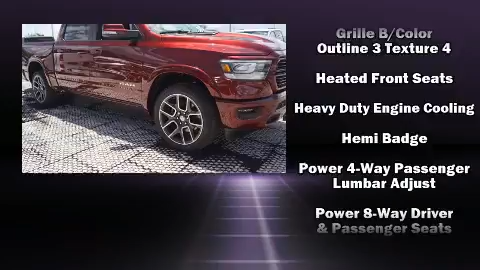 Grille B/Color
Outline 3 Texture 4
Heated Front Seats
Heavy Duty Engine Cooling
Hemi Badge
Power 4-Way Passenger
Lumbar Adjust
Power 8-Way Driver
& Passenger Seats